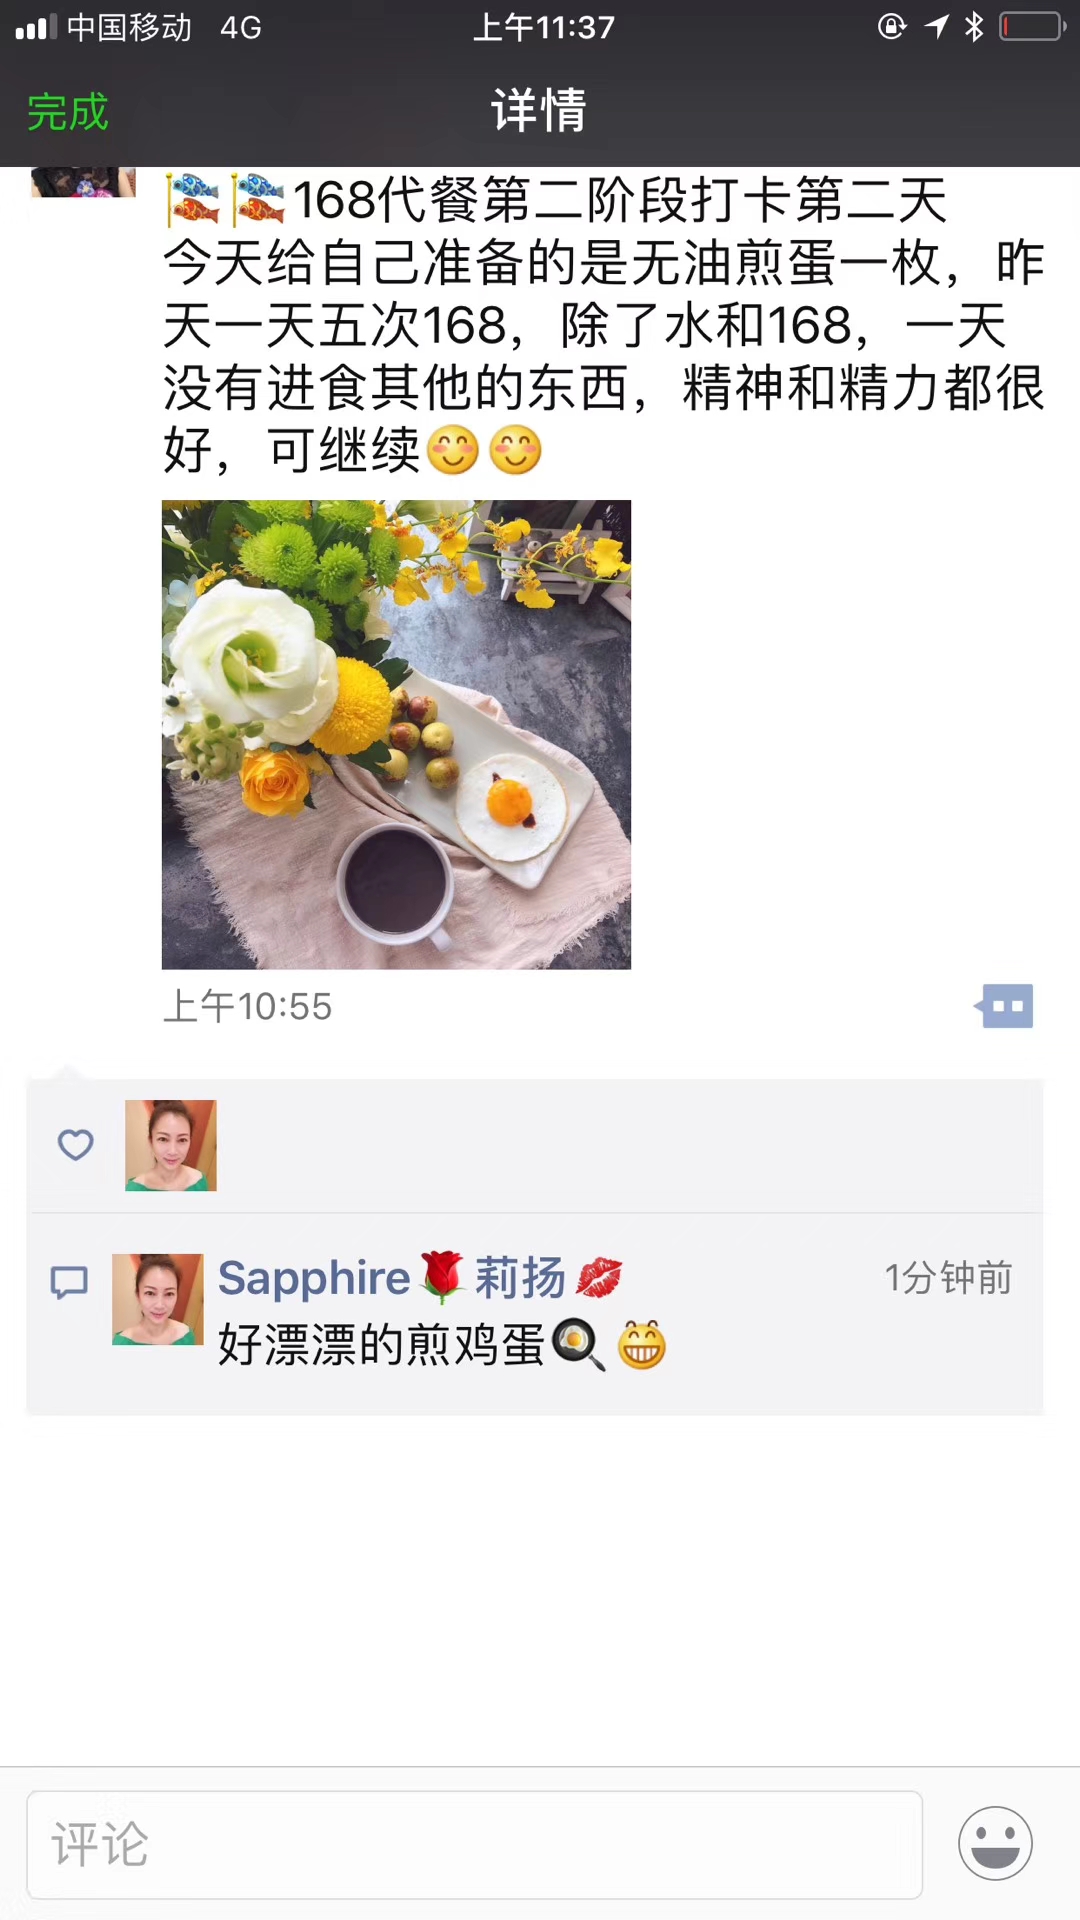 中国移动 4G 上午11:37
完成 详情
🎏🎏168代餐第二阶段打卡第二天
今天给自己准备的是无油煎蛋一枚，昨
天一天五次168，除了水和168，一天
没有进食其他的东西，精神和精力都很
好，可继续😊😊
上午10:55
Sapphire🌹莉扬💋 1分钟前
好漂漂的煎鸡蛋🍳😁
评论